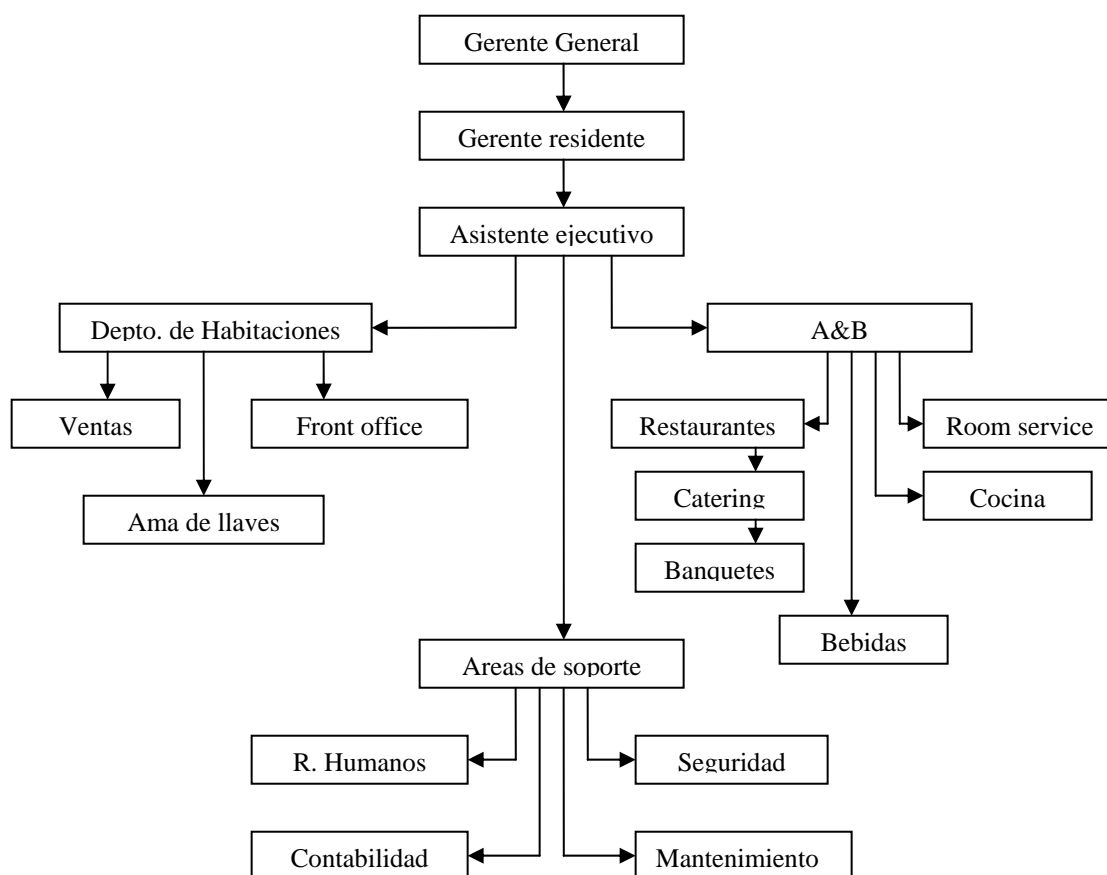 Gerente General
Gerente residente
Asistente ejecutivo
Depto. de Habitaciones
A&B
Ventas
Front office
Restaurantes
Room service
Catering
Cocina
Ama de llaves
Banquetes
Bebidas
Areas de soporte
R. Humanos
Seguridad
Contabilidad
Mantenimiento